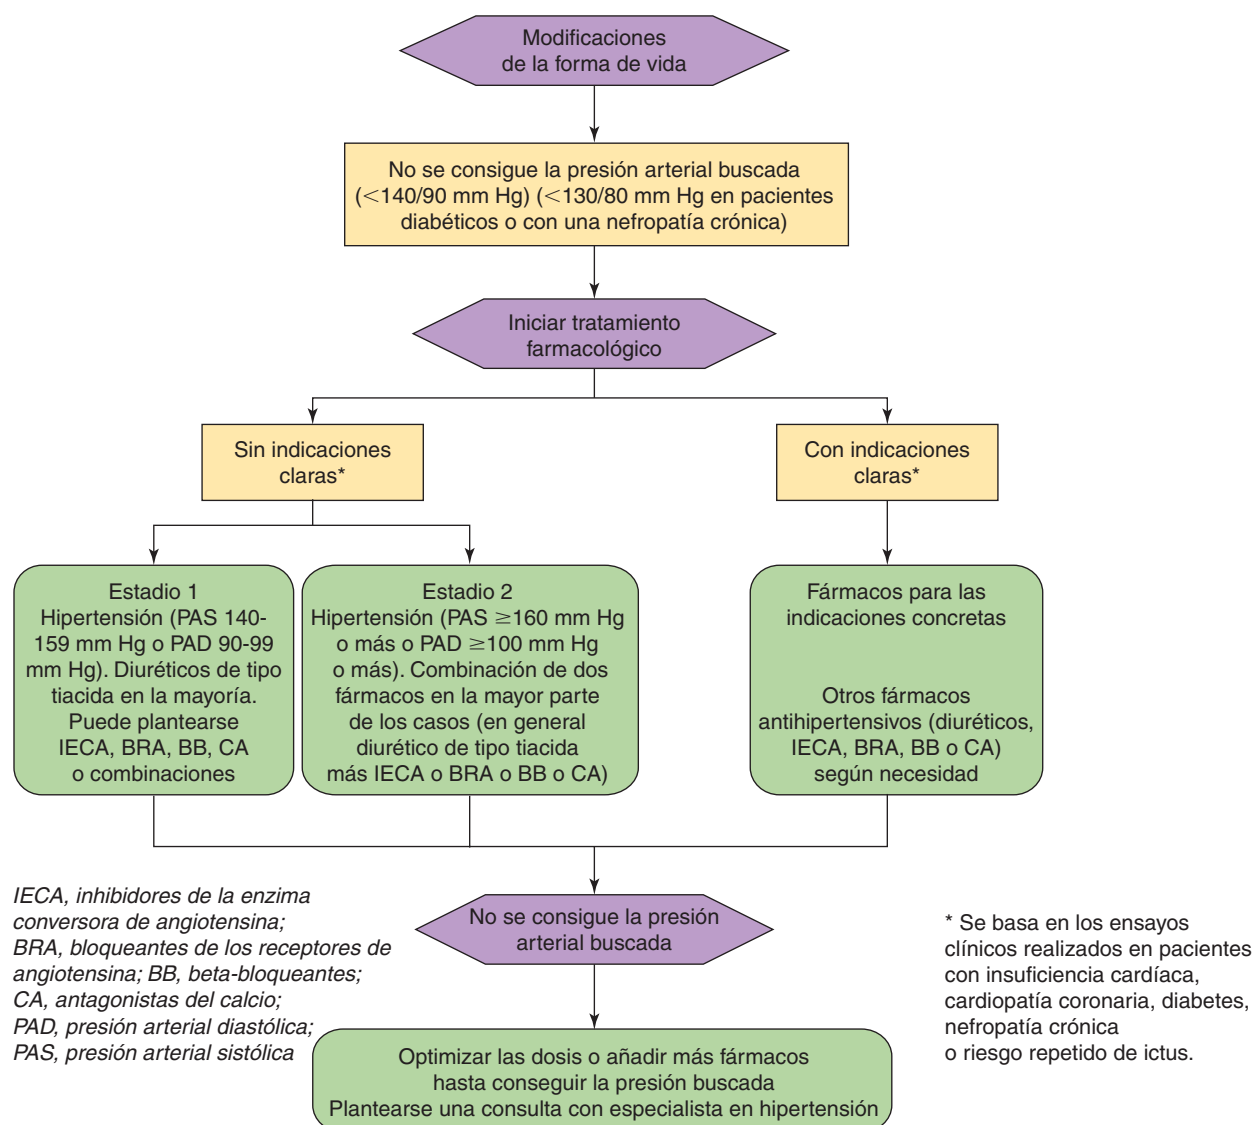 Modificaciones
de la forma de vida
No se consigue la presión arterial buscada
(<140/90 mm Hg) (<130/80 mm Hg en pacientes
diabéticos o con una nefropatía crónica)
Iniciar tratamiento
farmacológico
Sin indicaciones
claras*
Con indicaciones
claras*
Estadio 1
Hipertensión (PAS 140-
159 mm Hg o PAD 90-99
mm Hg). Diuréticos de tipo
tiacida en la mayoría.
Puede plantearse
IECA, BRA, BB, CA
o combinaciones
Estadio 2
Hipertensión (PAS ≥160 mm Hg
o más o PAD ≥100 mm Hg
o más). Combinación de dos
fármacos en la mayor parte
de los casos (en general
diurético de tipo tiacida
más IECA o BRA o BB o CA)
Fármacos para las
indicaciones concretas
Otros fármacos
antihipertensivos (diuréticos,
IECA, BRA, BB o CA)
según necesidad
IECA, inhibidores de la enzima
conversora de angiotensina;
BRA, bloqueantes de los receptores de
angiotensina; BB, beta-bloqueantes;
CA, antagonistas del calcio;
PAD, presión arterial diastólica;
PAS, presión arterial sistólica
No se consigue la presión
arterial buscada
* Se basa en los ensayos
clínicos realizados en pacientes
con insuficiencia cardíaca,
cardiopatía coronaria, diabetes,
nefropatía crónica
o riesgo repetido de ictus.
Optimizar las dosis o añadir más fármacos
hasta conseguir la presión buscada
Plantearse una consulta con especialista en hipertensión